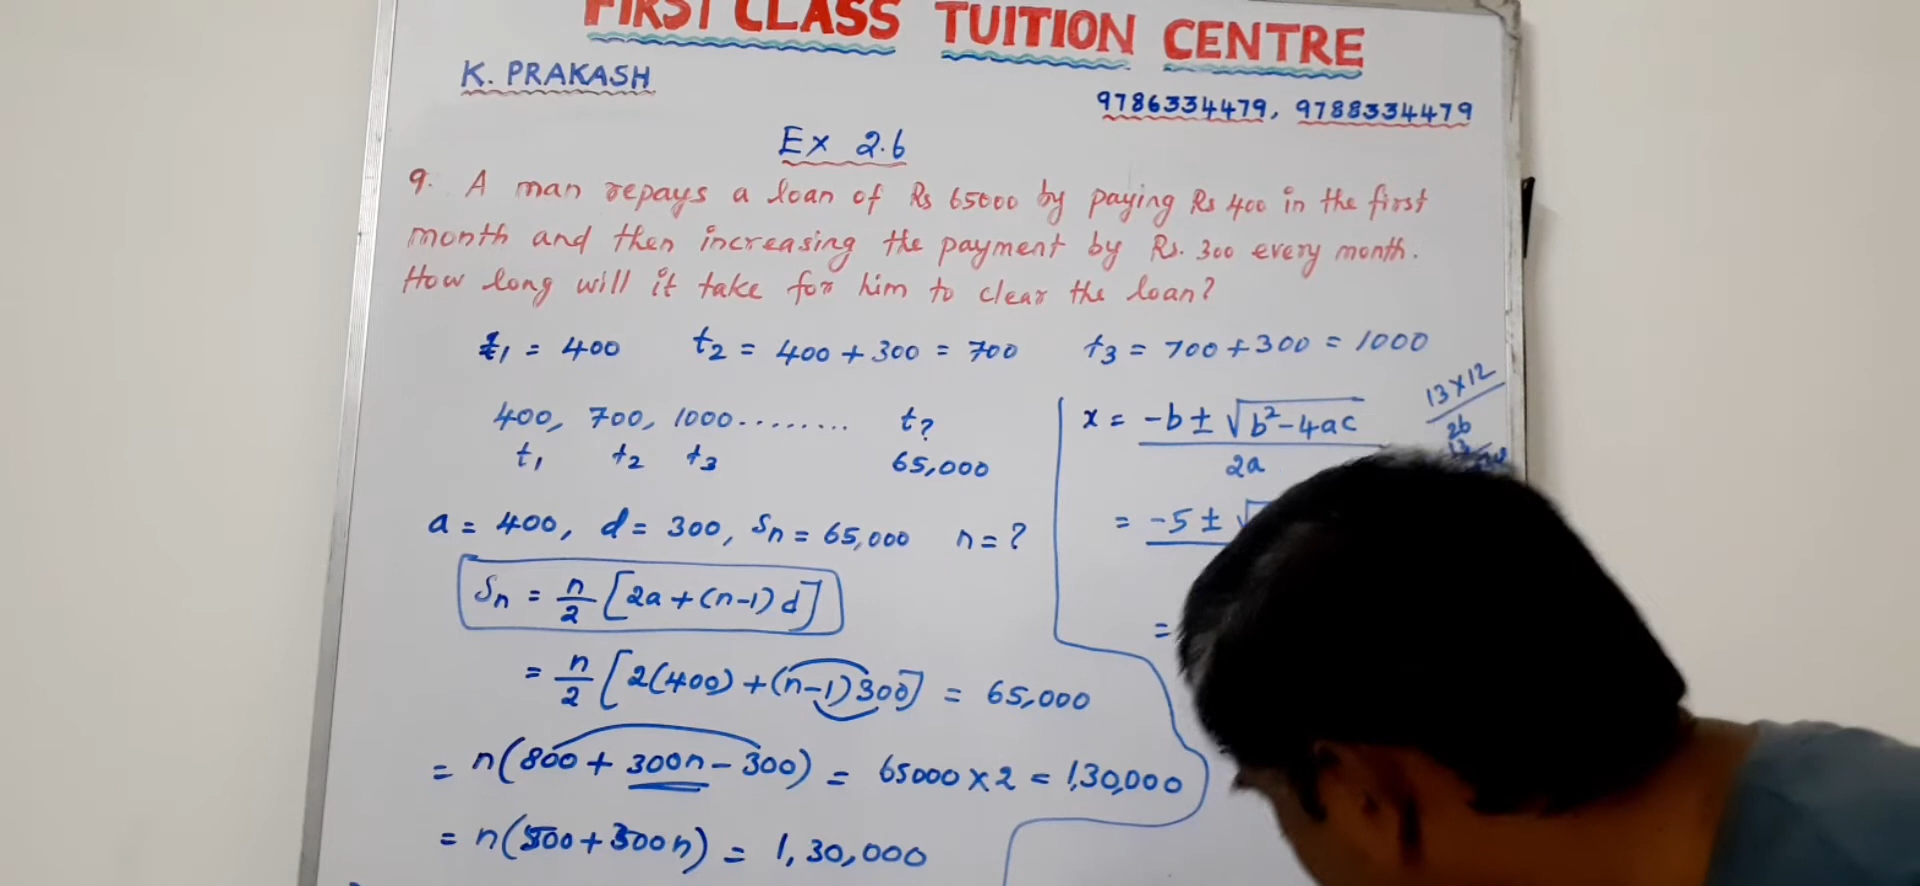 FIRST CLASS TUITION CENTRE
K. PRAKASH
9786334479, 9788334479
Ex 2.6
9. A man repays a loan of Rs 65000 by paying Rs 400 in the first
month and then increasing the payment by Rs. 300 every month.
How long will it take for him to clear the loan?
t₁ = 400 t₂ = 400 + 300 = 700 t₃ = 700 + 300 = 1000
400, 700, 1000......... t?
t₁ t₂ t₃ 65,000
a = 400, d = 300, Sₙ = 65,000 n = ?
Sₙ = n/2 [2a + (n-1) d]
= n/2 [2(400) + (n-1)300] = 65,000
= n(800 + 300n - 300) = 65000 × 2 = 1,30,000
= n(500 + 300n) = 1,30,000
x = -b ± √b²-4ac
2a
= -5 ± √
=
13 × 12
26
13